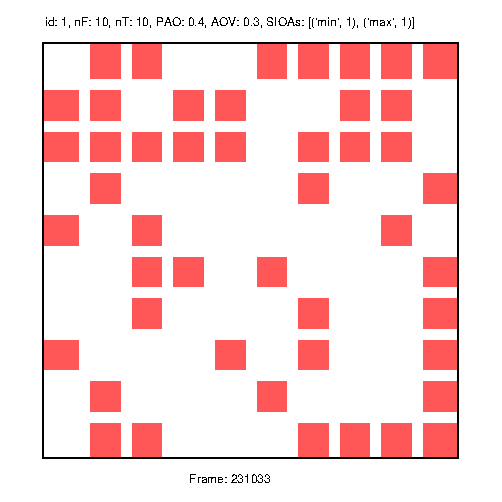 id: 1, nF: 10, nT: 10, PAO: 0.4, AOV: 0.3, SIOAs: [('min', 1), ('max', 1)]
Frame: 231033